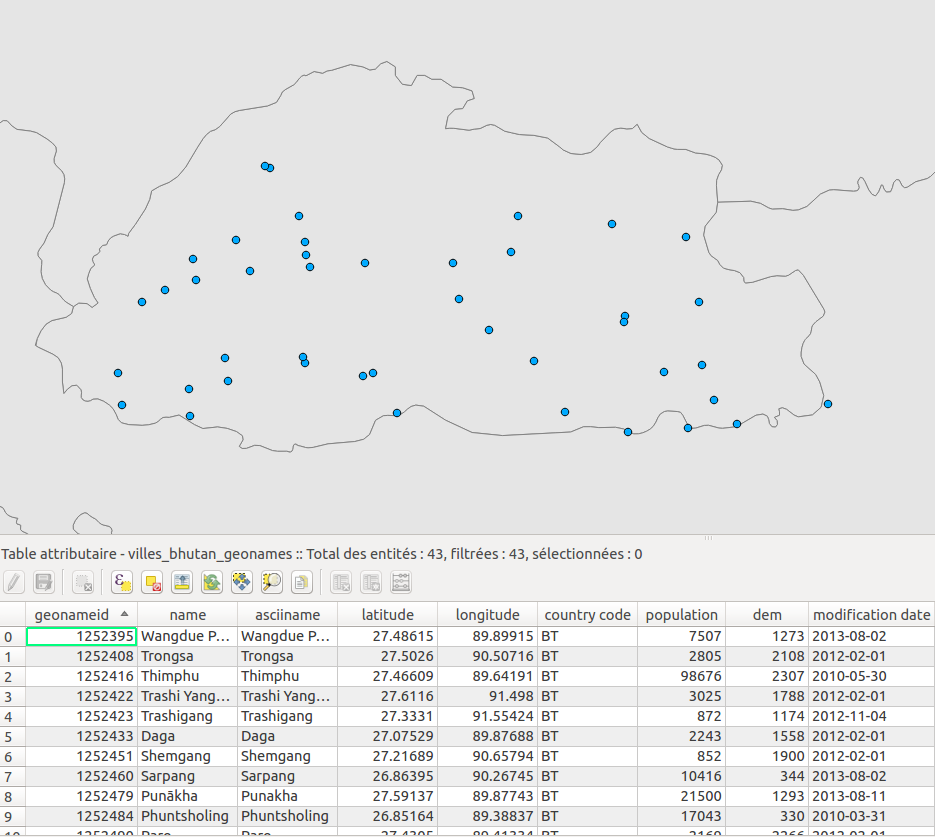 Table attributaire - villes_bhutan_geonames :: Total des entités : 43, filtrées : 43, sélectionnées : 0
geonameid name asciiname latitude longitude country code population dem modification date
0 1252395 Wangdue P... Wangdue P... 27.48615 89.89915 BT 7507 1273 2013-08-02
1 1252408 Trongsa Trongsa 27.5026 90.50716 BT 2805 2108 2012-02-01
2 1252416 Thimphu Thimphu 27.46609 89.64191 BT 98676 2307 2010-05-30
3 1252422 Trashi Yang... Trashi Yang... 27.6116 91.498 BT 3025 1788 2012-02-01
4 1252423 Trashigang Trashigang 27.3331 91.55424 BT 872 1174 2012-11-04
5 1252433 Daga Daga 27.07529 89.87688 BT 2243 1558 2012-02-01
6 1252451 Shemgang Shemgang 27.21689 90.65794 BT 852 1900 2012-02-01
7 1252460 Sarpang Sarpang 26.86395 90.26745 BT 10416 344 2013-08-02
8 1252479 Punākha Punakha 27.59137 89.87743 BT 21500 1293 2013-08-11
9 1252484 Phuntsholing Phuntsholing 26.85164 89.38837 BT 17043 330 2010-03-31